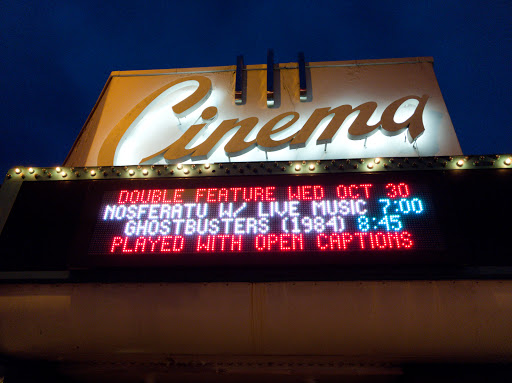 Cinema
DOUBLE FEATURE WED OCT 30
NOSFERATU W/ LIVE MUSIC 7:00
GHOSTBUSTERS (1984) 8:45
PLAYED WITH OPEN CAPTIONS